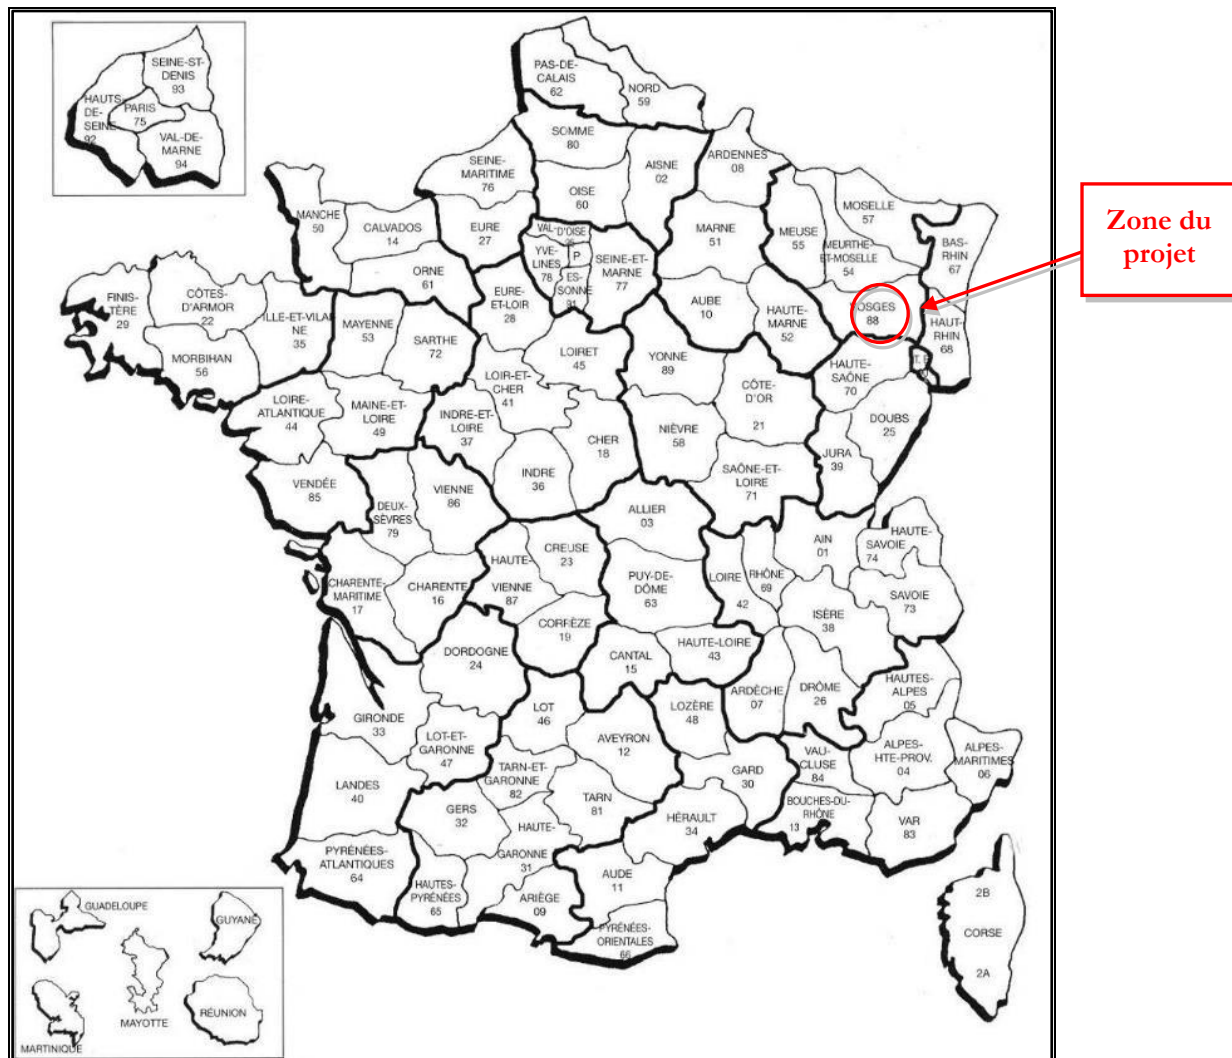 SEINE-ST-
DENIS
93
HAUTS-
DE-
SEINE
92
PARIS
75
VAL-DE-
MARNE
94
PAS-DE-
CALAIS
62
NORD
59
SOMME
80
SEINE-
MARITIME
76
AISNE
02
ARDENNES
08
OISE
60
MOSELLE
57
Zone du
projet
MANCHE
50
CALVADOS
14
EURE
27
VAL-D'OISE
95
MARNE
51
MEUSE
55
MEURTHE-
ET-MOSELLE
54
BAS-
RHIN
67
YVE-
LINES
78
P
ES-
SONNE
91
SEINE-ET-
MARNE
77
ORNE
61
EURE-
ET-LOIR
28
AUBE
10
HAUTE-
MARNE
52
VOSGES
88
HAUT-
RHIN
68
FINIS-
TÈRE
29
CÔTES-
D'ARMOR
22
ILLE-ET-VILAI
NE
35
MAYENNE
53
SARTHE
72
MORBIHAN
56
LOIRET
45
YONNE
89
HAUTE-
SAÔNE
70
LOIR-ET-
CHER
41
CÔTE-
D'OR
21
DOUBS
25
LOIRE-
ATLANTIQUE
44
MAINE-ET-
LOIRE
49
INDRE-ET-
LOIRE
37
CHER
18
NIÈVRE
58
JURA
39
INDRE
36
SAÔNE-ET-
LOIRE
71
VENDÉE
85
DEUX-
SÈVRES
79
VIENNE
86
ALLIER
03
AIN
01
HAUTE-
SAVOIE
74
CREUSE
23
HAUTE-
VIENNE
87
PUY-DE-
DÔME
63
LOIRE
42
RHÔNE
69
SAVOIE
73
CHARENTE-
MARITIME
17
CHARENTE
16
ISÈRE
38
CORRÈZE
19
DORDOGNE
24
CANTAL
15
HAUTE-LOIRE
43
HAUTES-
ALPES
05
ARDÈCHE
07
DRÔME
26
GIRONDE
33
LOT
46
LOZÈRE
48
LOT-ET-
GARONNE
47
AVEYRON
12
VAU-
CLUSE
84
ALPES-
HTE-PROV.
04
ALPES-
MARITIMES
06
TARN-ET-
GARONNE
82
GARD
30
LANDES
40
TARN
81
BOUCHES-DU-
RHÔNE
13
GERS
32
HÉRAULT
34
VAR
83
HAUTE-
GARONNE
31
PYRÉNÉES-
ATLANTIQUES
64
HAUTES-
PYRÉNÉES
65
ARIÈGE
09
AUDE
11
PYRÉNÉES-
ORIENTALES
66
2B
CORSE
2A
GUADELOUPE
GUYANE
MAYOTTE
RÉUNION
MARTINIQUE